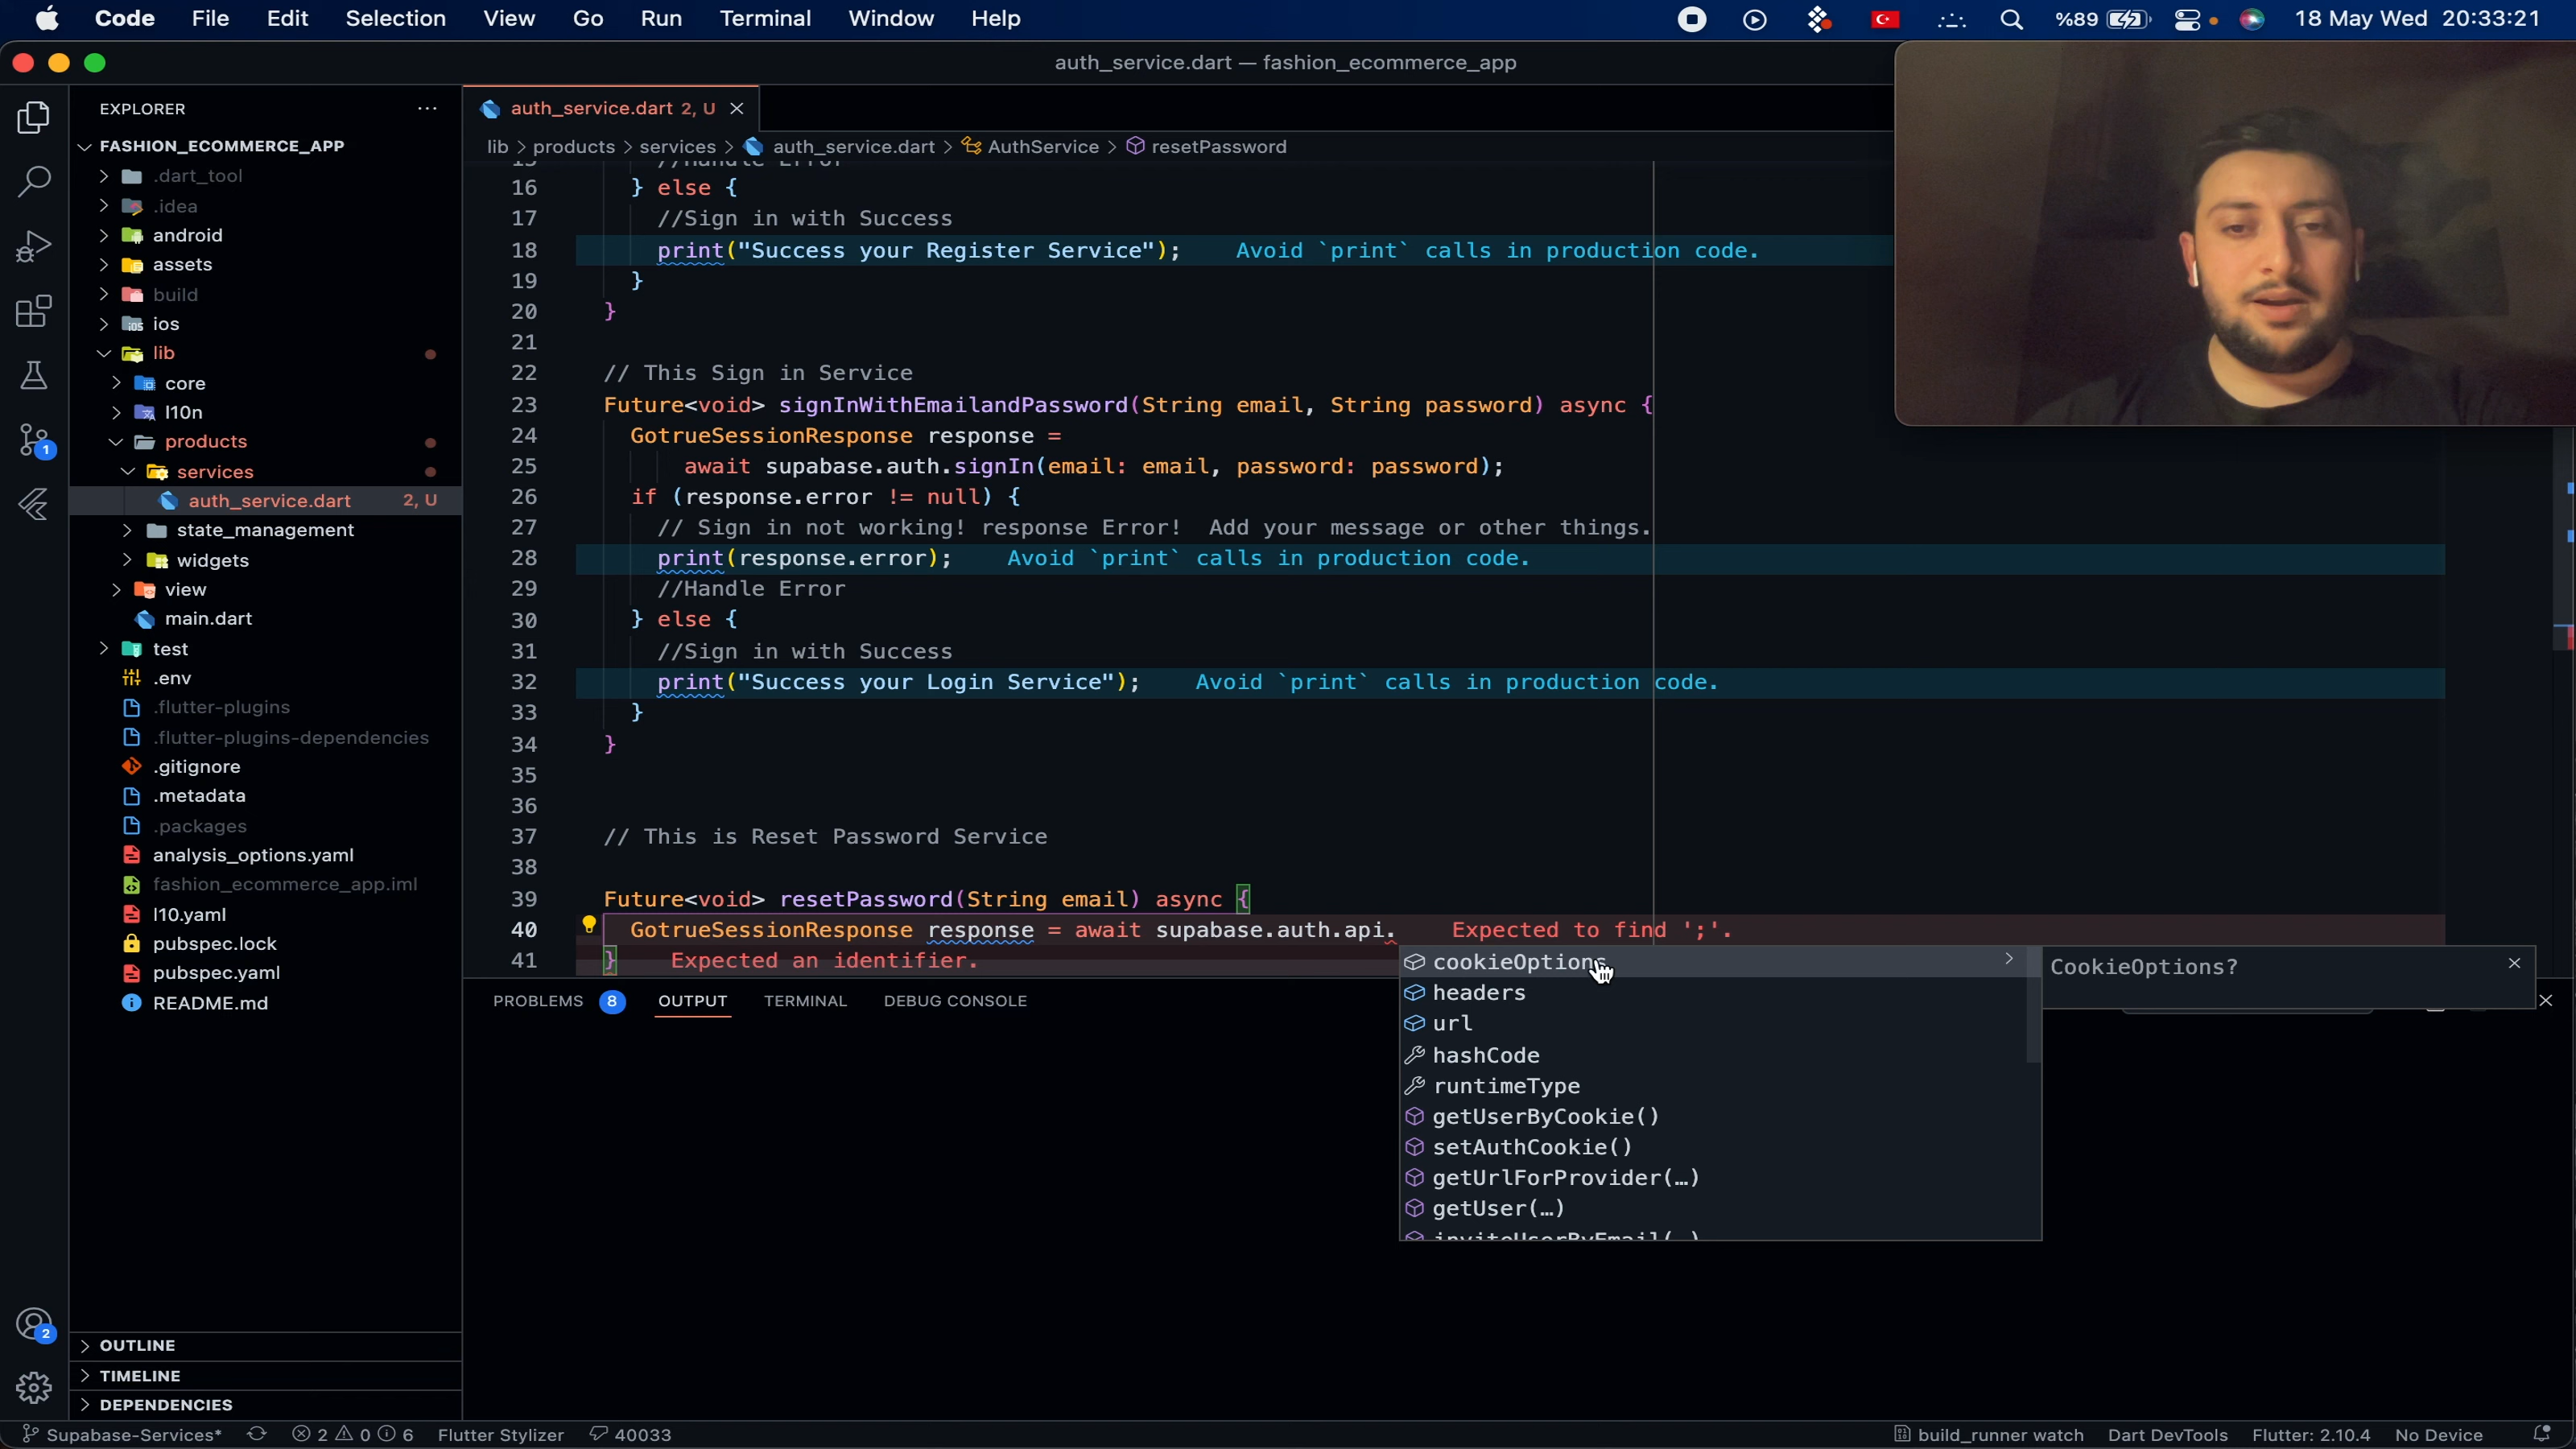 Code File Edit Selection View Go Run Terminal Window Help %89 18 May Wed 20:33:21
auth_service.dart — fashion_ecommerce_app
EXPLORER
FASHION_ECOMMERCE_APP
.dart_tool
.idea
android
assets
build
ios
lib
core
l10n
products
services
auth_service.dart 2, U
state_management
widgets
view
main.dart
test
.env
.flutter-plugins
.flutter-plugins-dependencies
.gitignore
.metadata
.packages
analysis_options.yaml
fashion_ecommerce_app.iml
l10.yaml
pubspec.lock
pubspec.yaml
README.md
OUTLINE
TIMELINE
DEPENDENCIES
1
2
auth_service.dart 2, U
lib > products > services > auth_service.dart > AuthService > resetPassword
15 //Handle Error
16 } else {
17 //Sign in with Success
18 print("Success your Register Service"); Avoid `print` calls in production code.
19 }
20 }
21
22 // This Sign in Service
23 Future<void> signInWithEmailandPassword(String email, String password) async {
24 GotrueSessionResponse response =
25 await supabase.auth.signIn(email: email, password: password);
26 if (response.error != null) {
27 // Sign in not working! response Error! Add your message or other things.
28 print(response.error); Avoid `print` calls in production code.
29 //Handle Error
30 } else {
31 //Sign in with Success
32 print("Success your Login Service"); Avoid `print` calls in production code.
33 }
34 }
35
36
37 // This is Reset Password Service
38
39 Future<void> resetPassword(String email) async {
40 GotrueSessionResponse response = await supabase.auth.api. Expected to find ';'.
41 } Expected an identifier.
cookieOptions
CookieOptions?
headers
url
hashCode
runtimeType
getUserByCookie()
setAuthCookie()
getUrlForProvider(…)
getUser(…)
inviteUserByEmail(…)
PROBLEMS 8 OUTPUT TERMINAL DEBUG CONSOLE
Supabase-Services* 2 0 6 Flutter Stylizer 40033 build_runner watch Dart DevTools Flutter: 2.10.4 No Device